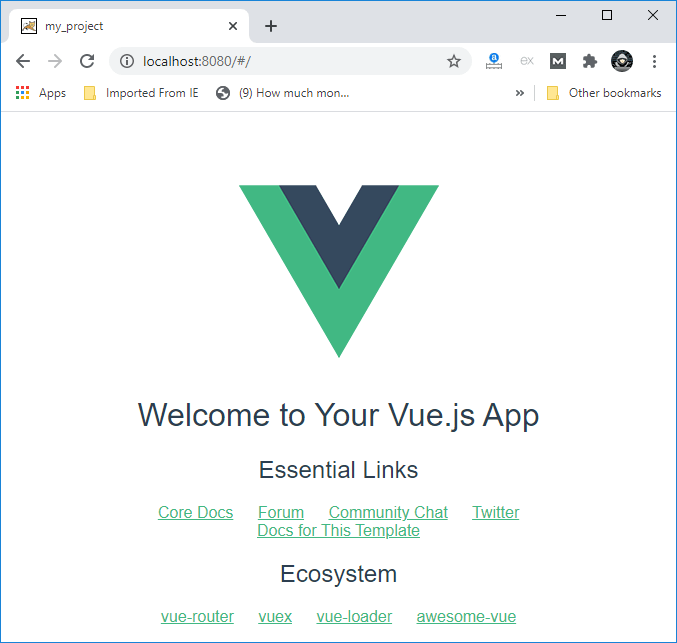 my_project
localhost:8080/#/
ex
M
Apps Imported From IE (9) How much mon... » Other bookmarks
Welcome to Your Vue.js App
Essential Links
Core Docs Forum Community Chat Twitter
Docs for This Template
Ecosystem
vue-router vuex vue-loader awesome-vue